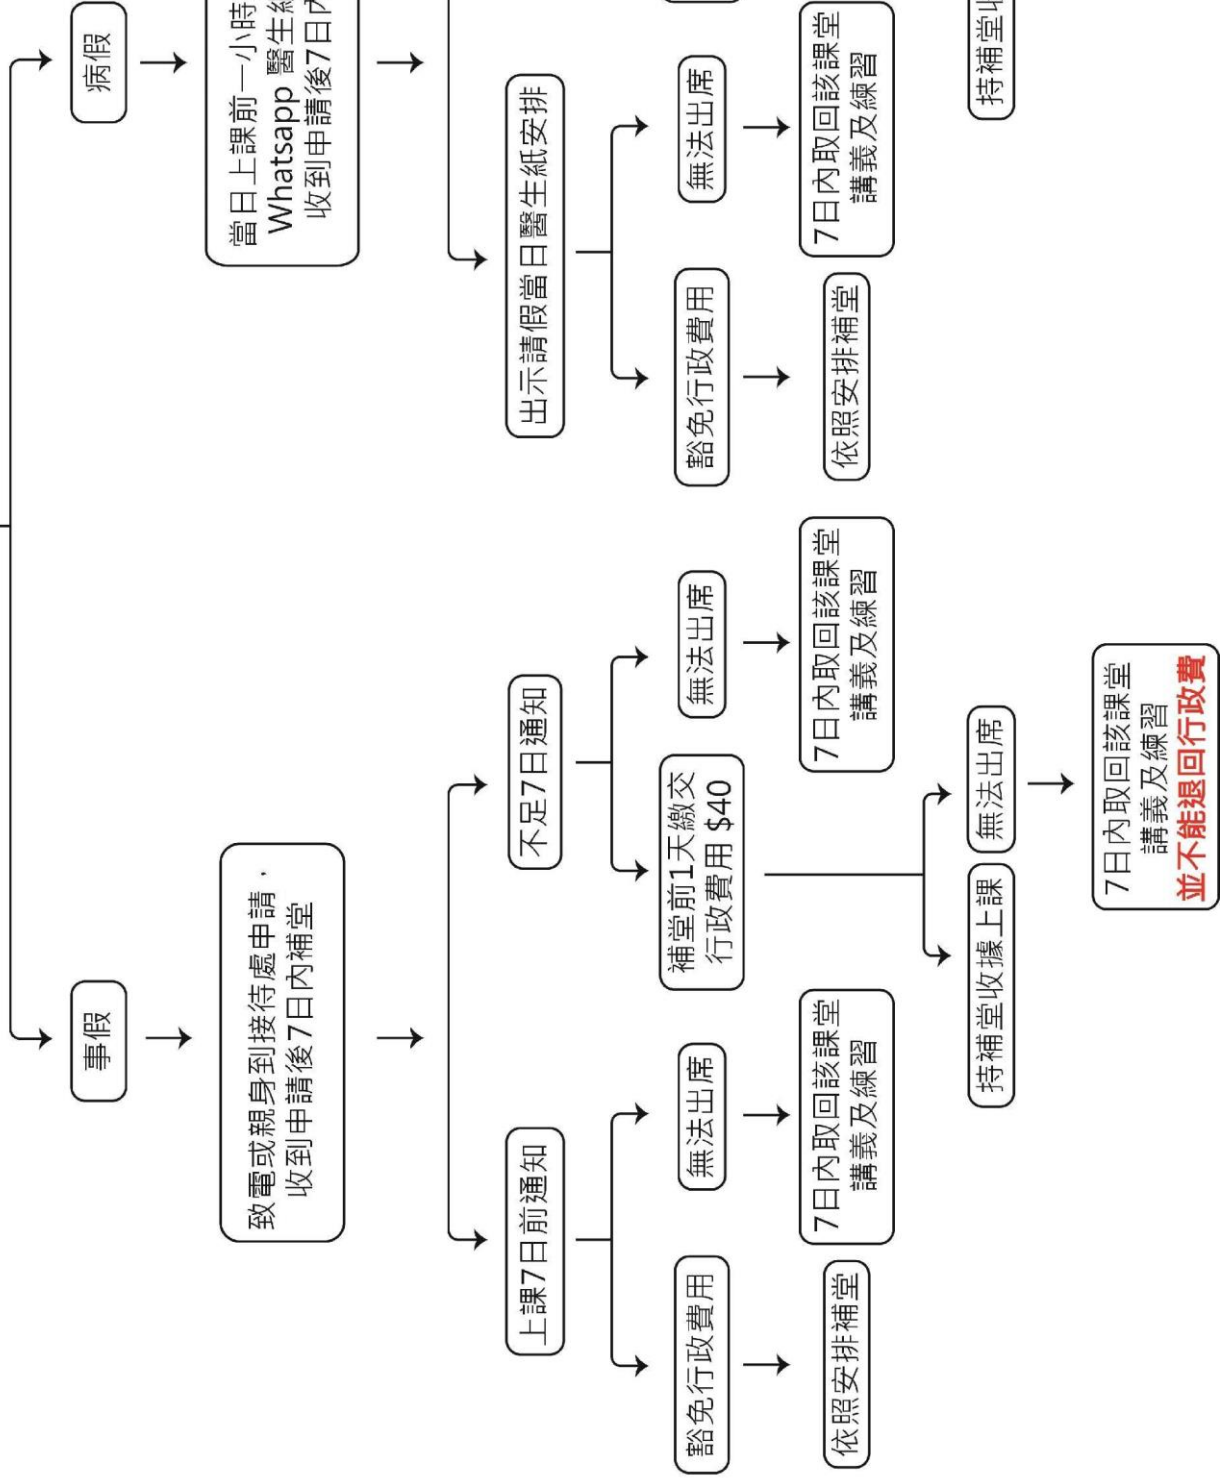 事假
致電或親身到接待處申請，
收到申請後7日內補堂
上課7日前通知
豁免行政費用
依照安排補堂
無法出席
7日內取回該課堂
講義及練習
不足7日通知
補堂前1天繳交
行政費用 $40
持補堂收據上課
無法出席
7日內取回該課堂
講義及練習
並不能退回行政費
無法出席
7日內取回該課堂
講義及練習
病假
當日上課前一小時
Whatsapp 醫生紙
收到申請後7日內
出示請假當日醫生紙安排
豁免行政費用
依照安排補堂
無法出席
7日內取回該課堂
講義及練習
持補堂收